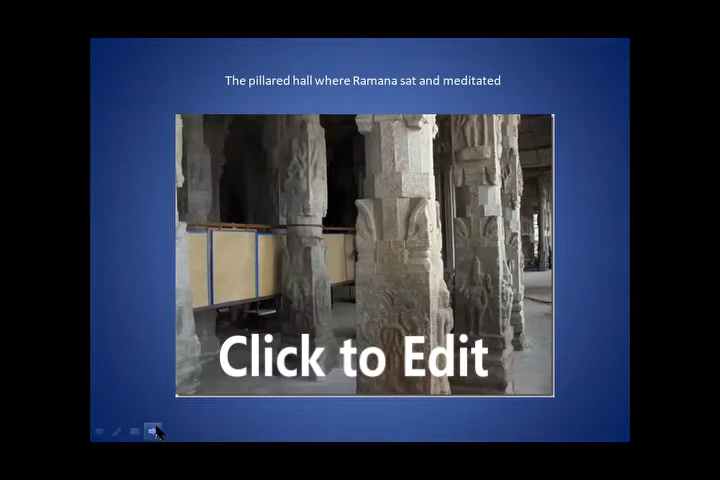 The pillared hall where Ramana sat and meditated
Click to Edit